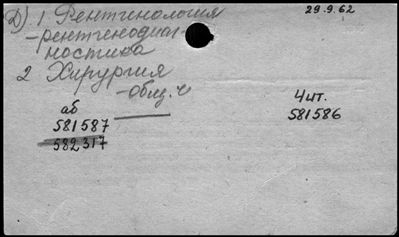 Д) 1 Рентгенология 29.9.62
-рентгенодиаг-
ностика
2 Хирургия
-общ. ч
аб Чит.
581587 581586
582317